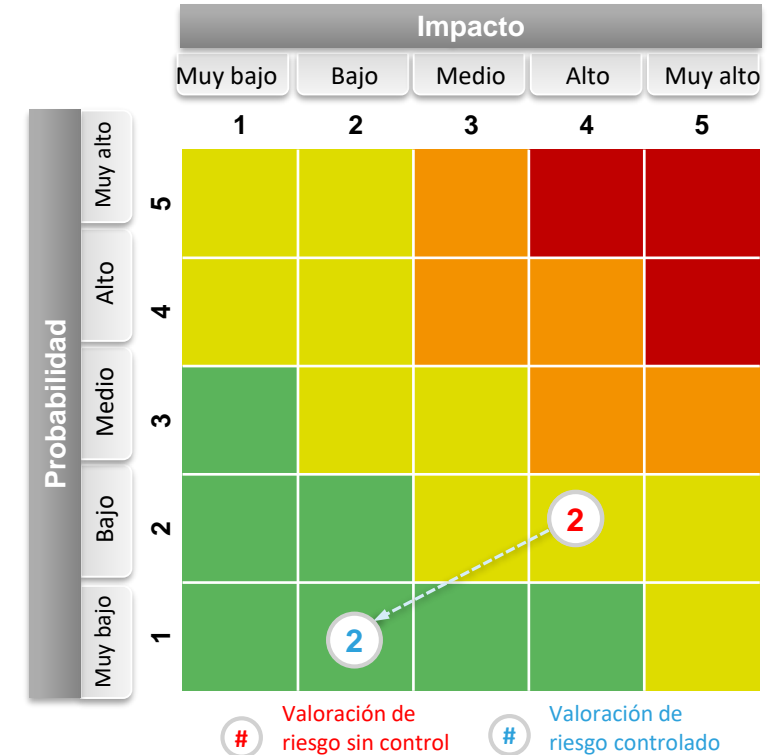 Impacto
Muy bajo Bajo Medio Alto Muy alto
1 2 3 4 5
Probabilidad
Muy alto 5
Alto 4
Medio 3
Bajo 2
2
Muy bajo 1
2
# Valoración de
riesgo sin control
# Valoración de
riesgo controlado